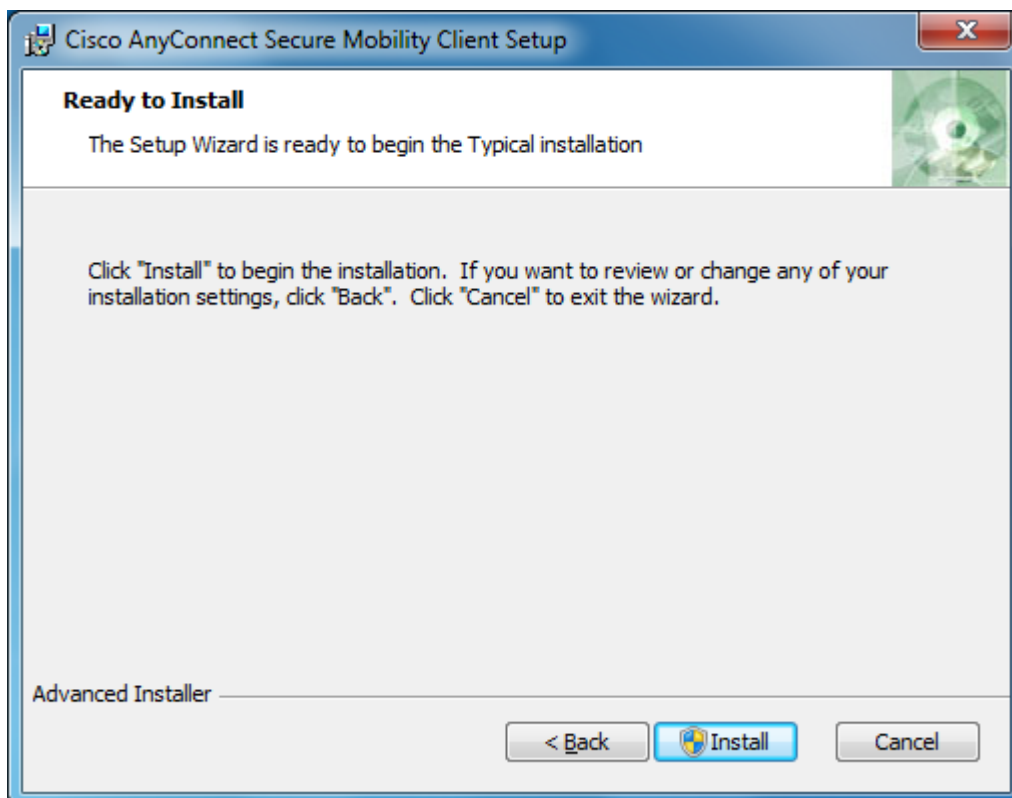 Cisco AnyConnect Secure Mobility Client Setup
Ready to Install
The Setup Wizard is ready to begin the Typical installation
Click "Install" to begin the installation.  If you want to review or change any of your
installation settings, click "Back".  Click "Cancel" to exit the wizard.
Advanced Installer
< Back Install Cancel